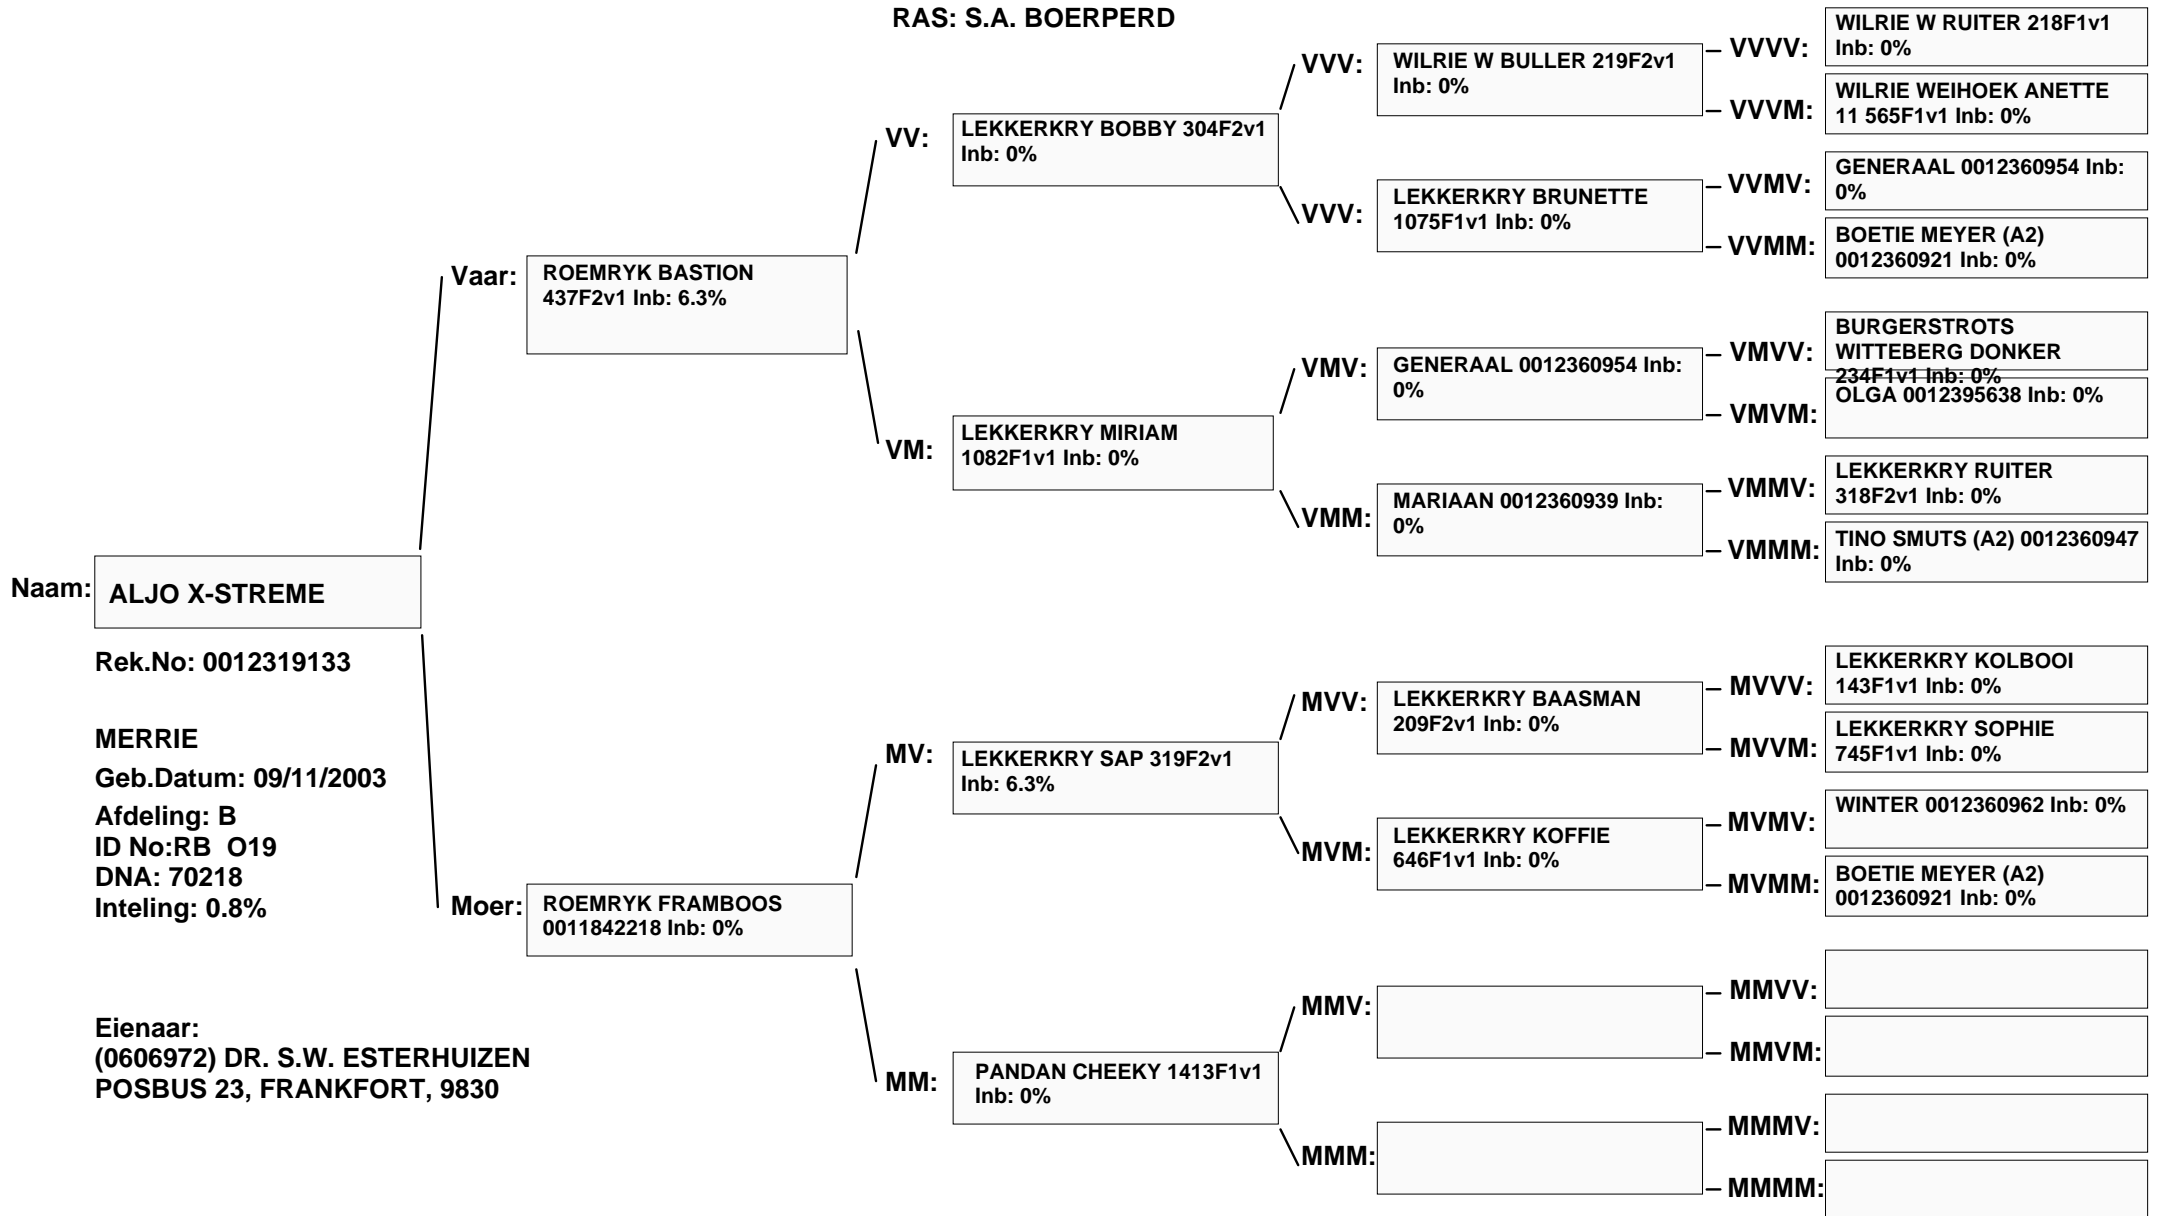 RAS: S.A. BOERPERD
Naam:
ALJO X-STREME
Rek.No: 0012319133
MERRIE
Geb.Datum: 09/11/2003
Afdeling: B
ID No:RB  O19
DNA: 70218
Inteling: 0.8%
Eienaar:
(0606972) DR. S.W. ESTERHUIZEN
POSBUS 23, FRANKFORT, 9830
Vaar:
ROEMRYK BASTION
437F2v1 Inb: 6.3%
Moer:
ROEMRYK FRAMBOOS
0011842218 Inb: 0%
VV:
LEKKERKRY BOBBY 304F2v1
Inb: 0%
VM:
LEKKERKRY MIRIAM
1082F1v1 Inb: 0%
MV:
LEKKERKRY SAP 319F2v1
Inb: 6.3%
MM:
PANDAN CHEEKY 1413F1v1
Inb: 0%
VVV:
WILRIE W BULLER 219F2v1
Inb: 0%
VVV:
LEKKERKRY BRUNETTE
1075F1v1 Inb: 0%
VMV:
GENERAAL 0012360954 Inb:
0%
VMM:
MARIAAN 0012360939 Inb:
0%
MVV:
LEKKERKRY BAASMAN
209F2v1 Inb: 0%
MVM:
LEKKERKRY KOFFIE
646F1v1 Inb: 0%
MMV:
MMM:
VVVV:
WILRIE W RUITER 218F1v1
Inb: 0%
VVVM:
WILRIE WEIHOEK ANETTE
11 565F1v1 Inb: 0%
VVMV:
GENERAAL 0012360954 Inb:
0%
VVMM:
BOETIE MEYER (A2)
0012360921 Inb: 0%
VMVV:
BURGERSTROTS
WITTEBERG DONKER
234F1v1 Inb: 0%
VMVM:
OLGA 0012395638 Inb: 0%
VMMV:
LEKKERKRY RUITER
318F2v1 Inb: 0%
VMMM:
TINO SMUTS (A2) 0012360947
Inb: 0%
MVVV:
LEKKERKRY KOLBOOI
143F1v1 Inb: 0%
MVVM:
LEKKERKRY SOPHIE
745F1v1 Inb: 0%
MVMV:
WINTER 0012360962 Inb: 0%
MVMM:
BOETIE MEYER (A2)
0012360921 Inb: 0%
MMVV:
MMVM:
MMMV:
MMMM: